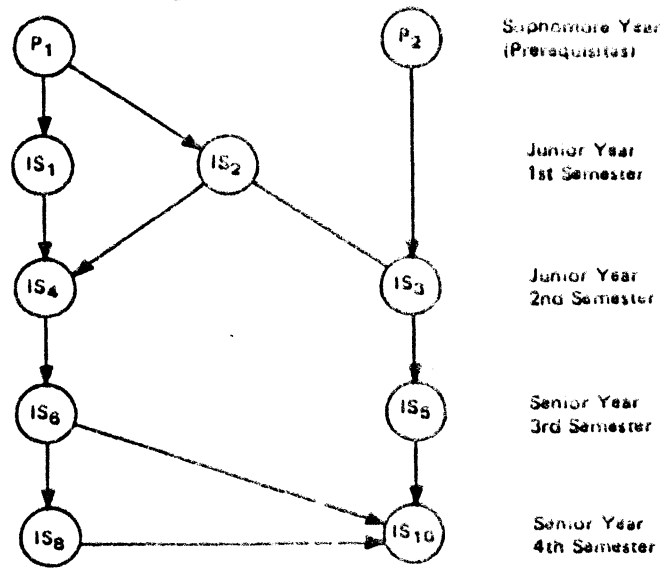 P1
P2
Sophomore Year
(Prerequisites)
IS1
IS2
Junior Year
1st Semester
IS4
IS3
Junior Year
2nd Semester
IS6
IS5
Senior Year
3rd Semester
IS8
IS10
Senior Year
4th Semester